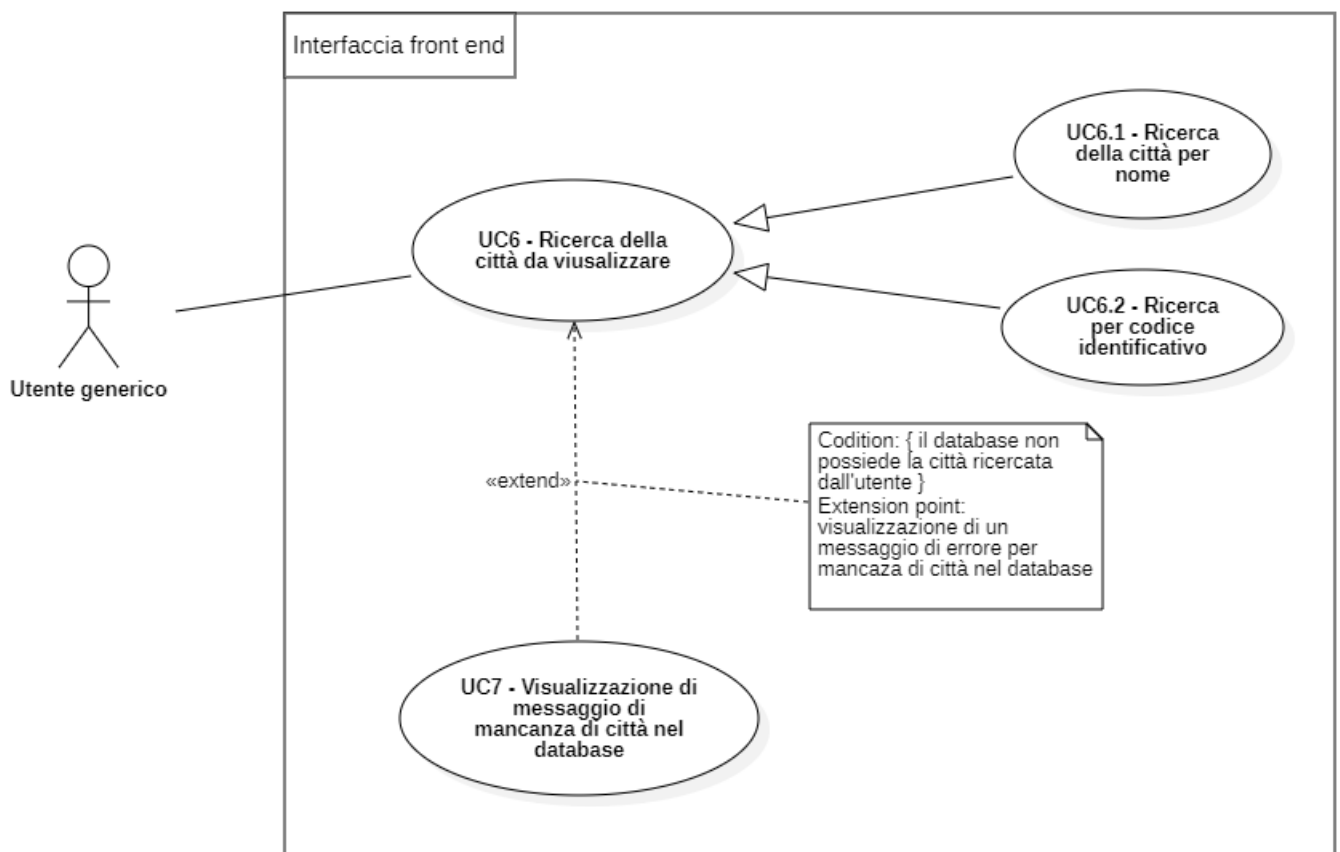 Interfaccia front end
UC6.1 - Ricerca
della città per
nome
UC6 - Ricerca della
città da viusalizzare
UC6.2 - Ricerca
per codice
identificativo
Utente generico
Codition: { il database non
possiede la città ricercata
dall'utente }
Extension point:
visualizzazione di un
messaggio di errore per
mancaza di città nel database
«extend»
UC7 - Visualizzazione di
messaggio di
mancanza di città nel
database